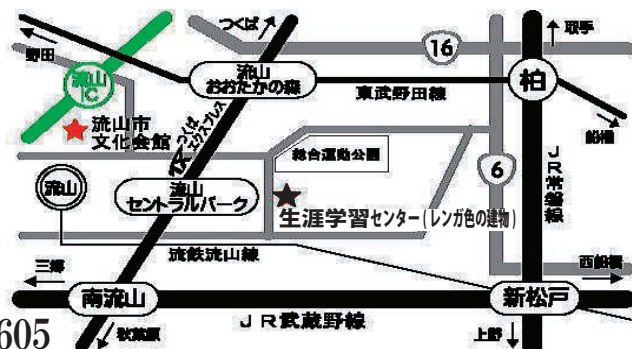 つくば
取手
野田
16
流山
IC
流山
おおたかの森
柏
東武野田線
流山市
文化会館
つくば
エクスプレス
船橋
総合運動公園
6
JR常磐線
流山
流山
セントラルパーク
生涯学習センター(レンガ色の建物)
流鉄流山線
三郷
西船橋
南流山
新松戸
JR武蔵野線
605
秋葉原
上野